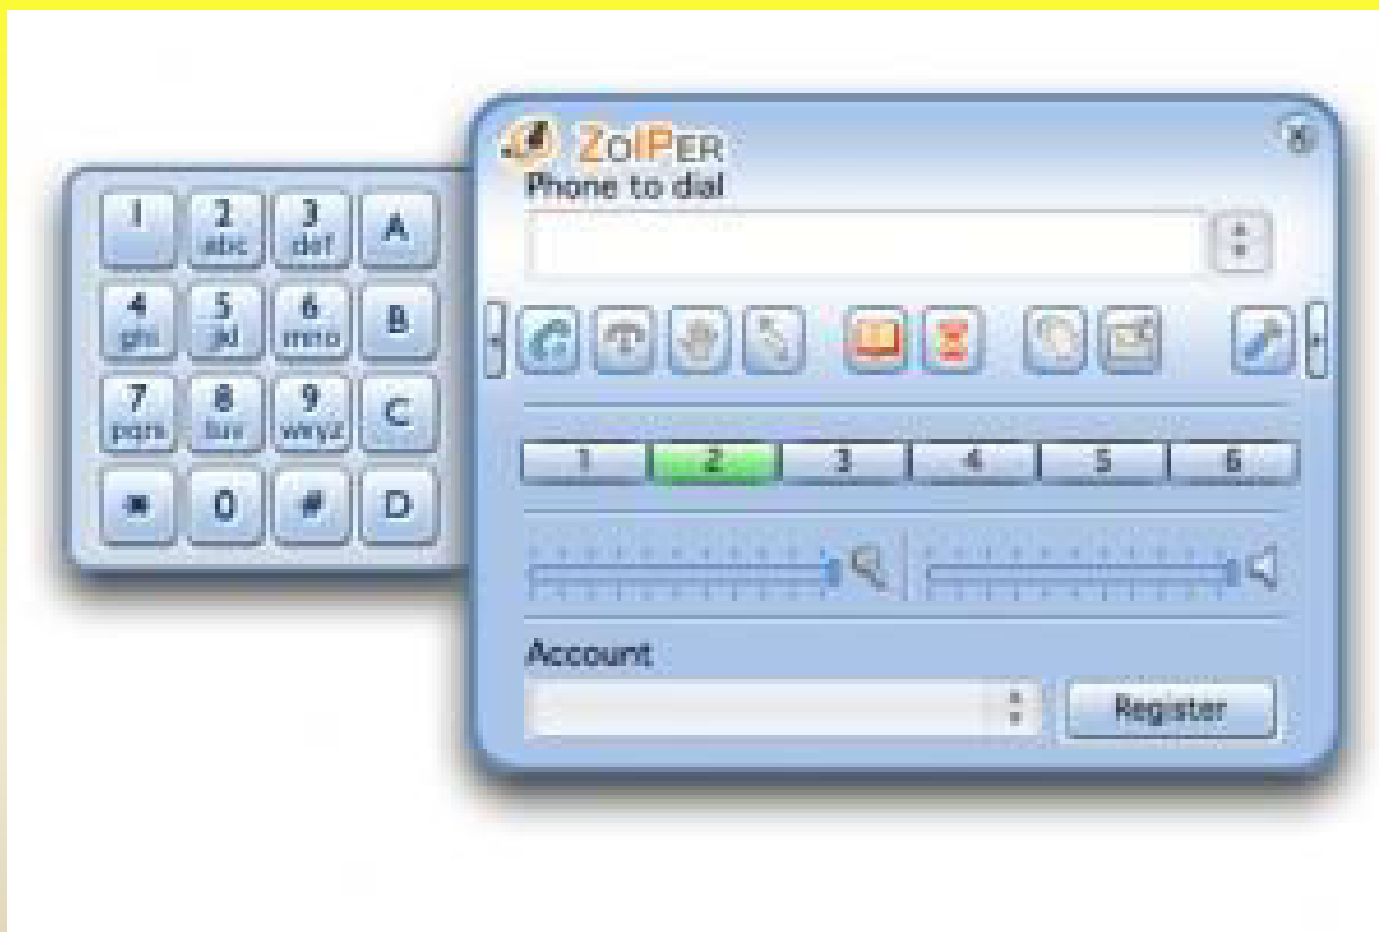 ZOIPER
Phone to dial
1
2
abc
3
def
A
4
ghi
5
jkl
6
mno
B
7
pqrs
8
tuv
9
wxyz
C
*
0
#
D
1 2 3 4 5 6
Account
Register